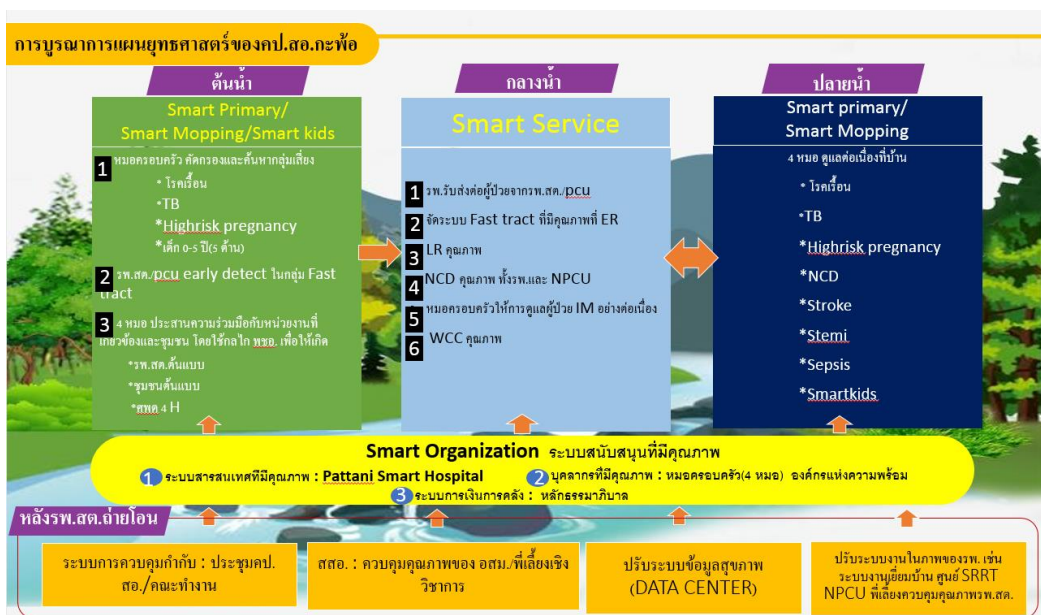 การบูรณาการแผนยุทธศาสตร์ของคป.สอ.กะพ้อ
ต้นน้ำ
Smart Primary/
Smart Mopping/Smart kids
1 หมอครอบครัว คัดกรองและค้นหากลุ่มเสี่ยง
* โรคเรื้อน
*TB
*Highrisk pregnancy
*เด็ก 0-5 ปี(5 ด้าน)
2 รพ.สต./pcu early detect ในกลุ่ม Fast
tract
3 4 หมอ ประสานความร่วมมือกับหน่วยงานที่
เกี่ยวข้องและชุมชน โดยใช้กลไก พชอ. เพื่อให้เกิด
*รพ.สต.ต้นแบบ
*ชุมชนต้นแบบ
*สพด 4 H
กลางน้ำ
Smart Service
1 รพ.รับส่งต่อผู้ป่วยจากรพ.สต./pcu
2 จัดระบบ Fast tract ที่มีคุณภาพที่ ER
3 LR คุณภาพ
4 NCD คุณภาพ ทั้งรพ.และ NPCU
5 หมอครอบครัวให้การดูแลผู้ป่วย IM อย่างต่อเนื่อง
6 WCC คุณภาพ
ปลายน้ำ
Smart primary/
Smart Mopping
4 หมอ ดูแลต่อเนื่องที่บ้าน
* โรคเรื้อน
*TB
*Highrisk pregnancy
*NCD
*Stroke
*Stemi
*Sepsis
*Smartkids
Smart Organization ระบบสนับสนุนที่มีคุณภาพ
1 ระบบสารสนเทศที่มีคุณภาพ : Pattani Smart Hospital 2 บุคลากรที่มีคุณภาพ : หมอครอบครัว(4 หมอ) องค์กรแห่งความพร้อม
3 ระบบการเงินการคลัง : หลักธรรมาภิบาล
หลังรพ.สต.ถ่ายโอน
ระบบการควบคุมกำกับ : ประชุมคป.
สอ./คณะทำงาน
สสอ. : ควบคุมคุณภาพของ อสม./พี่เลี้ยงเชิง
วิชาการ
ปรับระบบข้อมูลสุขภาพ
(DATA CENTER)
ปรับระบบงานในภาพของรพ. เช่น
ระบบงานเยี่ยมบ้าน ศูนย์ SRRT
NPCU พี่เลี้ยงควบคุมคุณภาพรพ.สต.